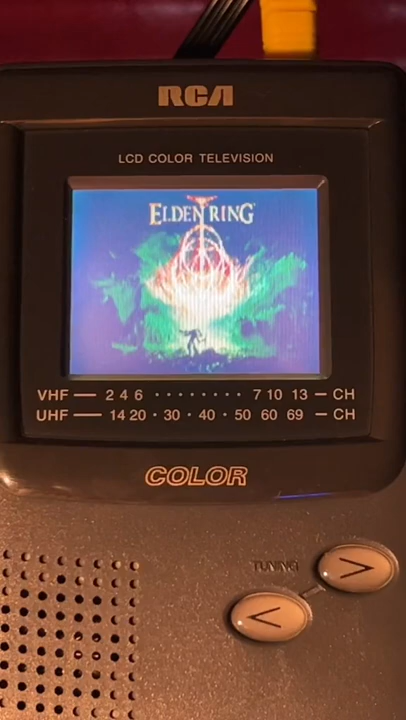 RCA
LCD COLOR TELEVISION
ELDEN RING
VHF — 2 4 6 · · · · · · · · 7 10 13 — CH
UHF — 14 20 · 30 · 40 · 50 60 69 — CH
COLOR
TUNING